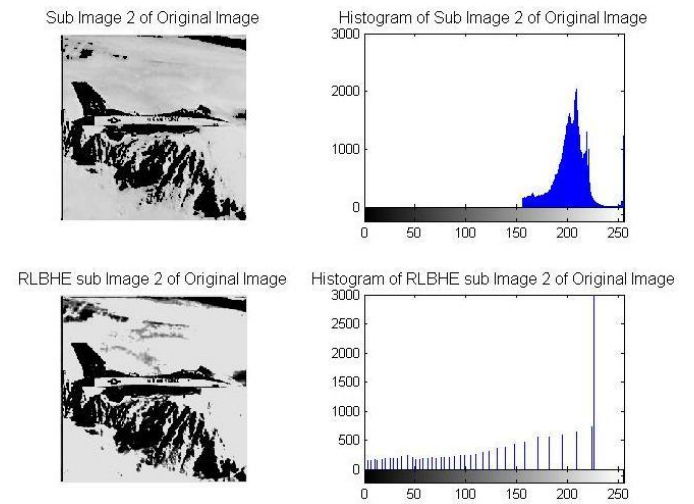 Sub Image 2 of Original Image
Histogram of Sub Image 2 of Original Image
3000
2000
1000
0
0 50 100 150 200 250
RLBHE sub Image 2 of Original Image
Histogram of RLBHE sub Image 2 of Original Image
3000
2500
2000
1500
1000
500
0
0 50 100 150 200 250